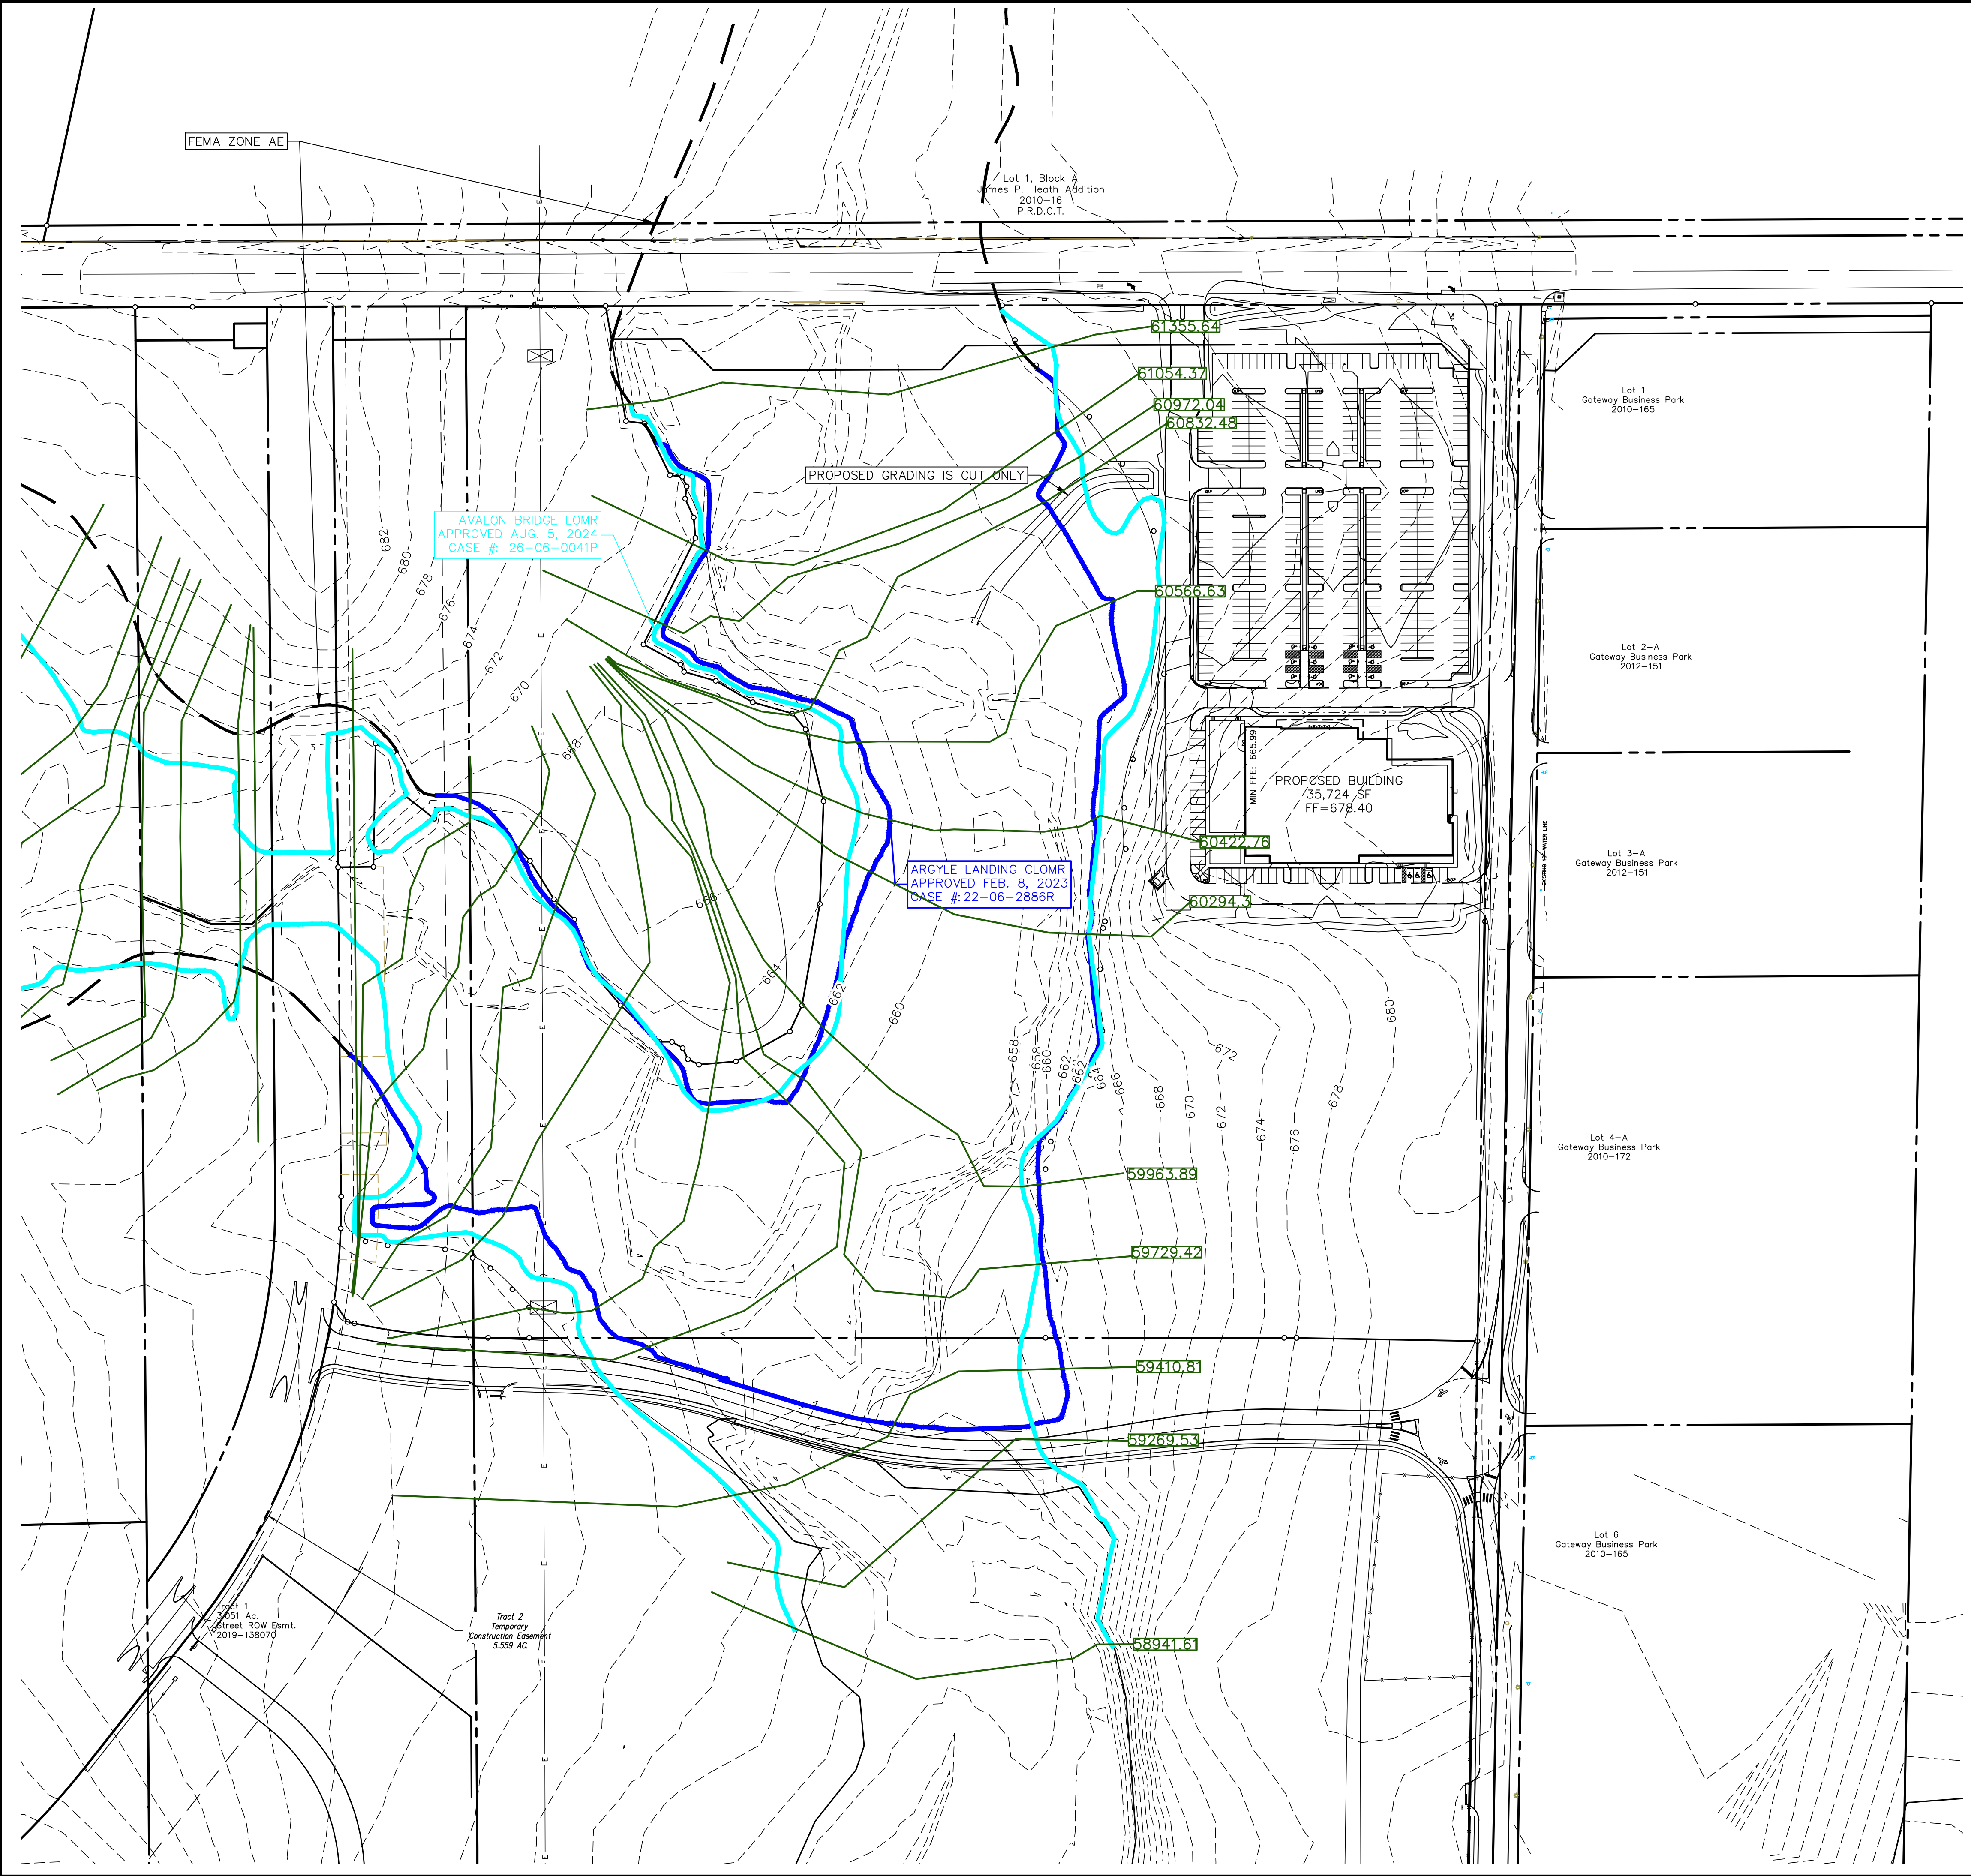 FEMA ZONE AE
Lot 1, Block A
James P. Heath Addition
2010-16
P.R.D.C.T.
61355.64
61054.37
60972.04
60832.48
PROPOSED GRADING IS CUT ONLY
AVALON BRIDGE LOMR
APPROVED AUG. 5, 2024
CASE #: 26-06-0041P
60566.63
Lot 1
Gateway Business Park
2010-165
Lot 2-A
Gateway Business Park
2012-151
682
680
678
676
674
672
670
668
666
664
662
660
MIN FFE: 665.99
PROPOSED BUILDING
35,724 SF
FF=678.40
60422.76
ARGYLE LANDING CLOMR
APPROVED FEB. 8, 2023
CASE #: 22-06-2886R
60294.3
EXISTING WATER LINE
Lot 3-A
Gateway Business Park
2012-151
658
658
660
662
662
664
666
668
670
672
672
674
676
678
680
Lot 4-A
Gateway Business Park
2010-172
59963.89
59729.42
59410.81
59269.53
Lot 6
Gateway Business Park
2010-165
Tract 1
3.051 Ac.
Street ROW Esmt.
2019-138070
Tract 2
Temporary
Construction Easement
5.559 AC.
58941.61